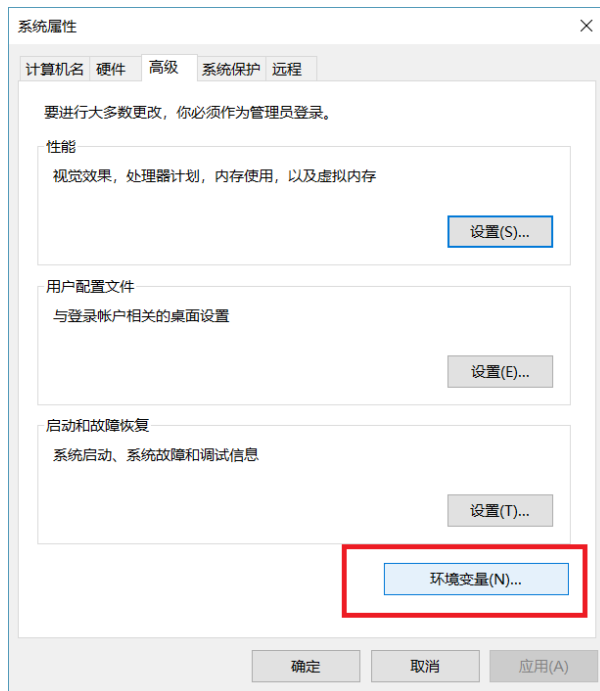 系统属性
计算机名 硬件 高级 系统保护 远程
要进行大多数更改，你必须作为管理员登录。
性能
视觉效果，处理器计划，内存使用，以及虚拟内存
设置(S)...
用户配置文件
与登录帐户相关的桌面设置
设置(E)...
启动和故障恢复
系统启动、系统故障和调试信息
设置(T)...
环境变量(N)...
确定 取消 应用(A)